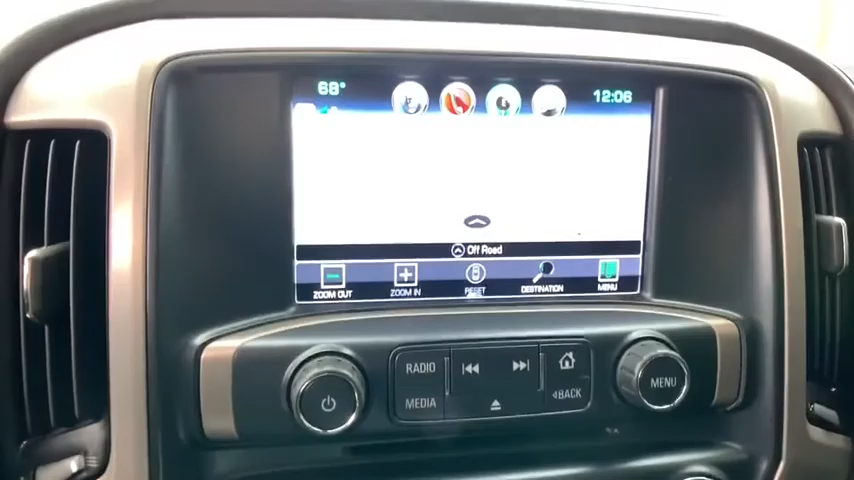 68°
12:06
Off Road
ZOOM OUT ZOOM IN RESET DESTINATION MENU
RADIO
BACK
MEDIA
MENU